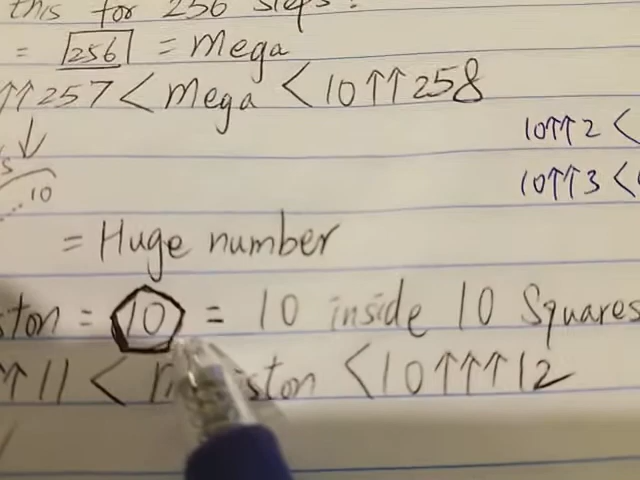 this for 256 steps.
= 256 = Mega
↑↑257 < Mega < 10↑↑258
10↑↑2 <
10↑↑3 <
10
= Huge number
ston = 10 = 10 inside 10 Squares
↑11 < ston < 10↑↑↑12